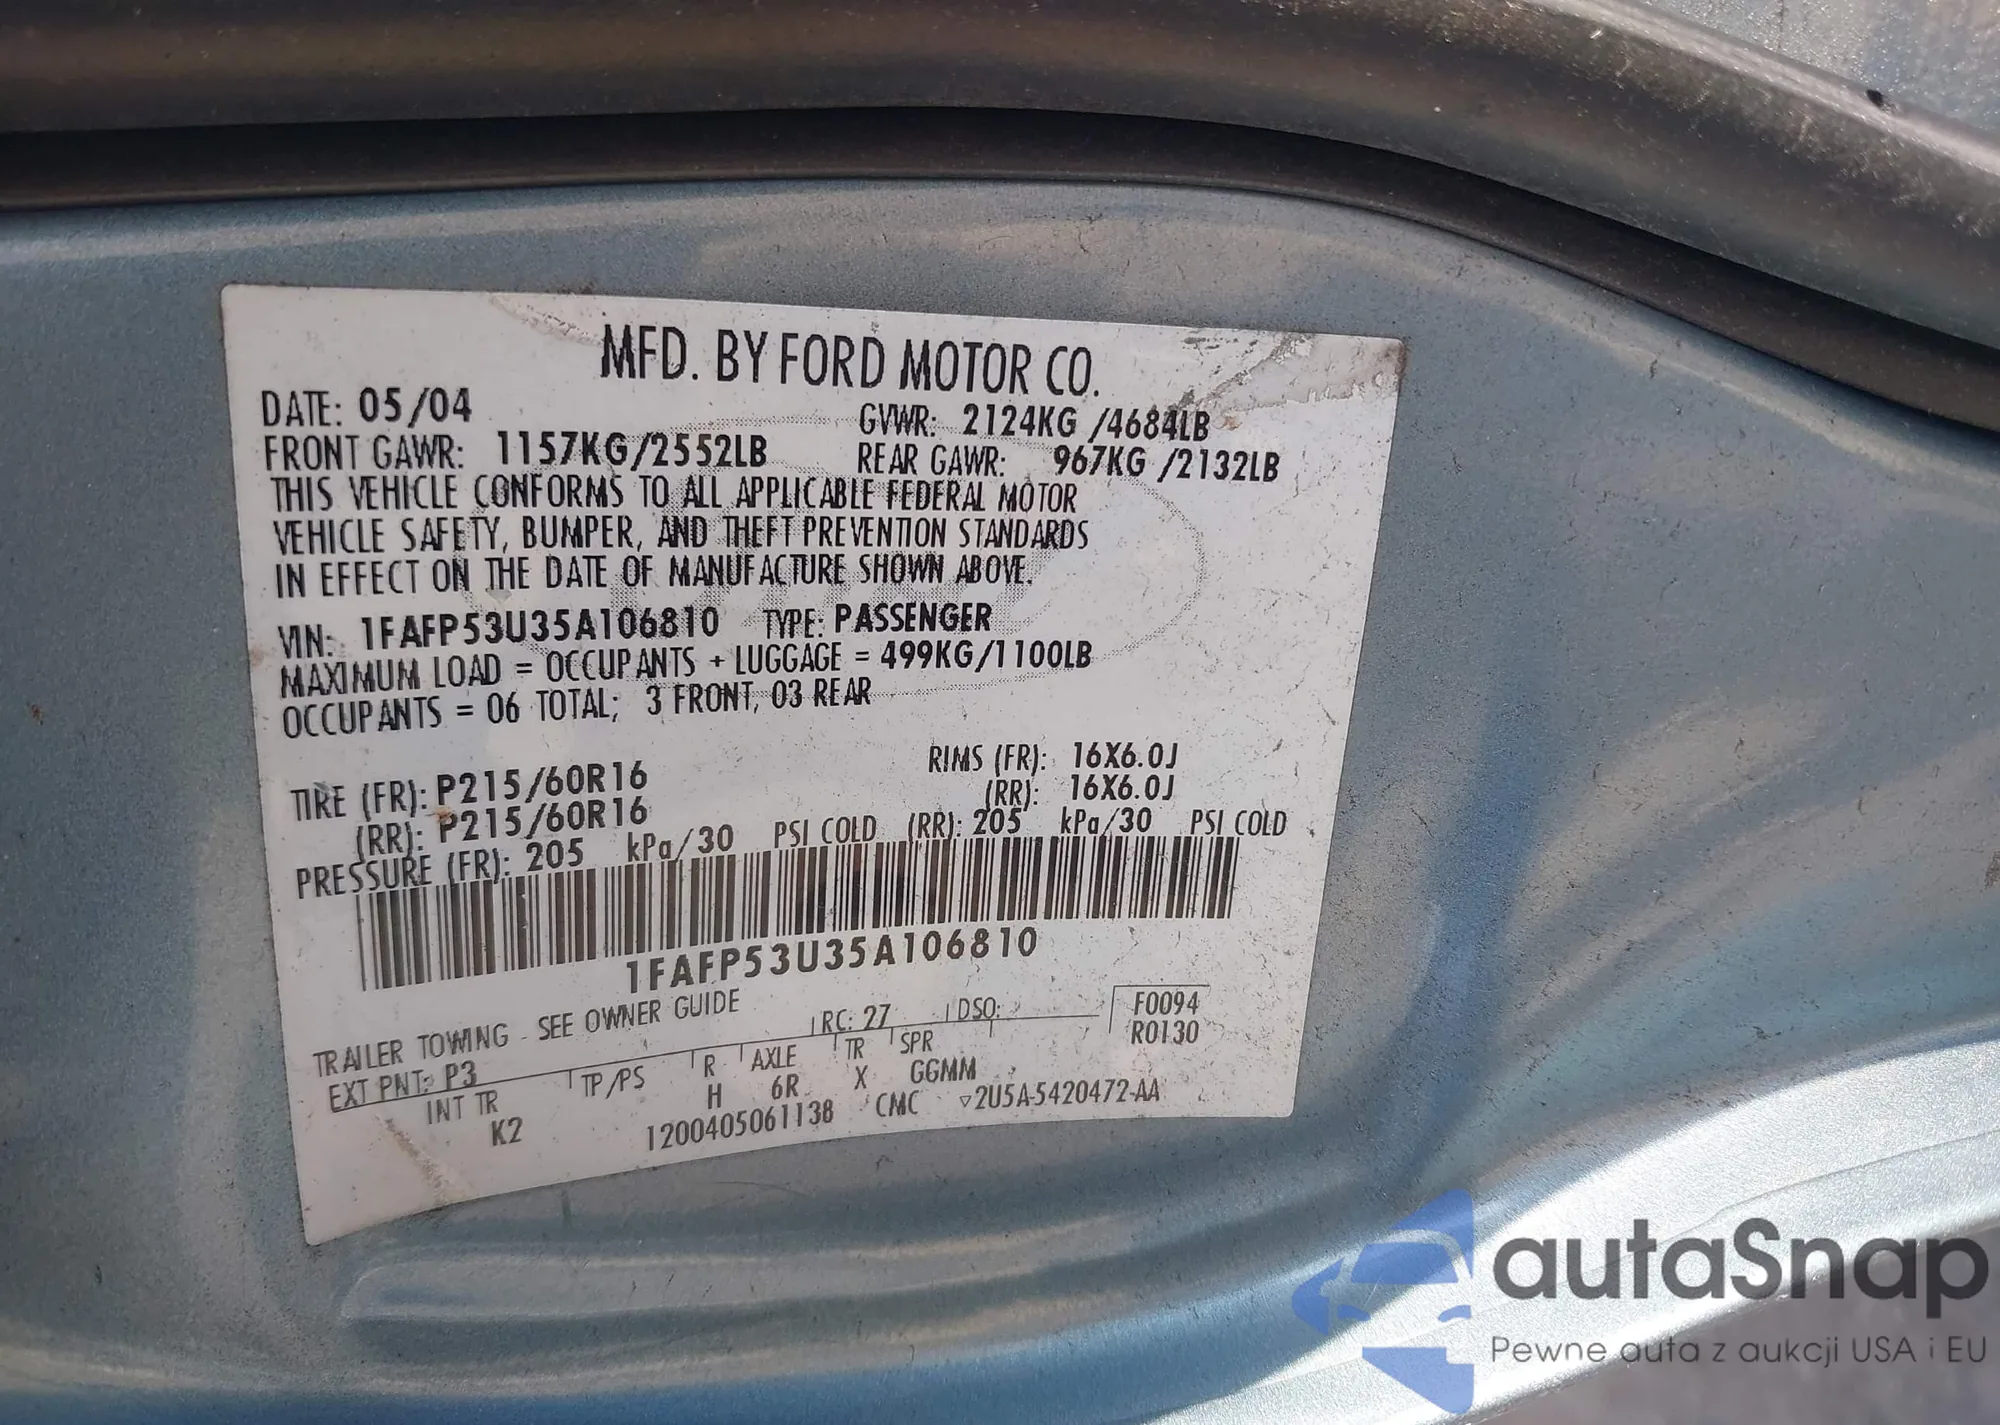 MFD. BY FORD MOTOR CO.
DATE: 05/04 GVWR: 2124KG /4684LB
FRONT GAWR: 1157KG/2552LB REAR GAWR: 967KG /2132LB
THIS VEHICLE CONFORMS TO ALL APPLICABLE FEDERAL MOTOR
VEHICLE SAFETY, BUMPER, AND THEFT PREVENTION STANDARDS
IN EFFECT ON THE DATE OF MANUFACTURE SHOWN ABOVE.
VIN: 1FAFP53U35A106810 TYPE: PASSENGER
MAXIMUM LOAD = OCCUPANTS + LUGGAGE = 499KG/1100LB
OCCUPANTS = 06 TOTAL; 3 FRONT, 03 REAR
TIRE (FR): P215/60R16 RIMS (FR): 16X6.0J
(RR): P215/60R16 (RR): 16X6.0J
PRESSURE (FR): 205 kPa/30 PSI COLD (RR): 205 kPa/30 PSI COLD
1FAFP53U35A106810
TRAILER TOWING - SEE OWNER GUIDE
EXT PNT: P3 RC: 27 DSO: F0094
R0130
INT TR TP/PS R AXLE TR SPR
K2 H 6R X GGMM
1200405061138 CMC ▿2U5A-5420472-AA
autaSnap
Pewne auta z aukcji USA i EU